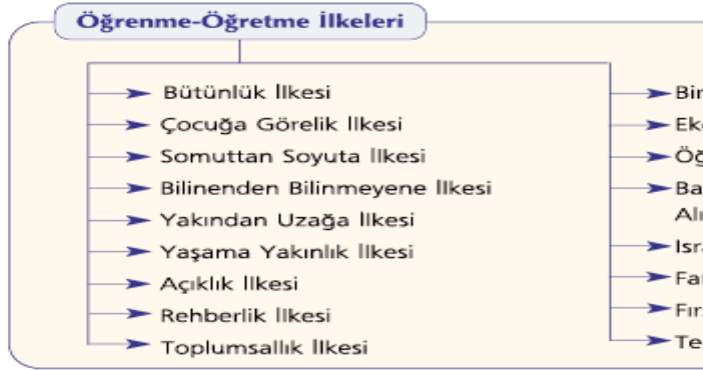 Öğrenme-Öğretme İlkeleri
Bütünlük İlkesi
Çocuğa Görelik İlkesi
Somuttan Soyuta İlkesi
Bilinenden Bilinmeyene İlkesi
Yakından Uzağa İlkesi
Yaşama Yakınlık İlkesi
Açıklık İlkesi
Rehberlik İlkesi
Toplumsallık İlkesi